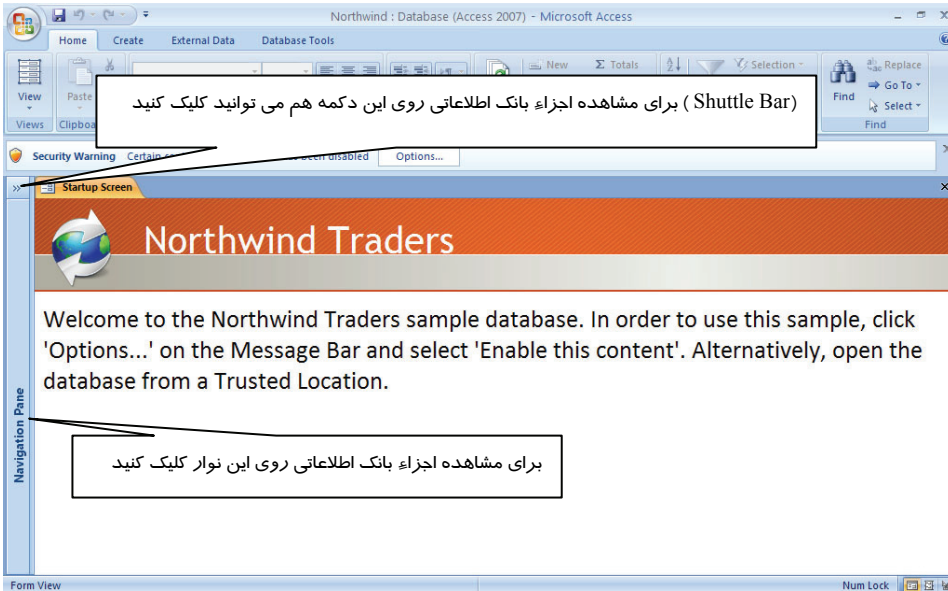 Northwind : Database (Access 2007) - Microsoft Access
Home Create External Data Database Tools
View
Paste
New
Totals
Selection
Find
Replace
Go To
Select
Views
Find
برای مشاهده اجزاءِ بانک اطلاعاتی روی این دکمه هم می توانید کلیک کنید ( Shuttle Bar)
Security Warning Certain been disabled Options...
Startup Screen
Northwind Traders
Welcome to the Northwind Traders sample database. In order to use this sample, click
'Options...' on the Message Bar and select 'Enable this content'. Alternatively, open the
database from a Trusted Location.
Navigation Pane
برای مشاهده اجزاءِ بانک اطلاعاتی روی این نوار کلیک کنید
Form View
Num Lock